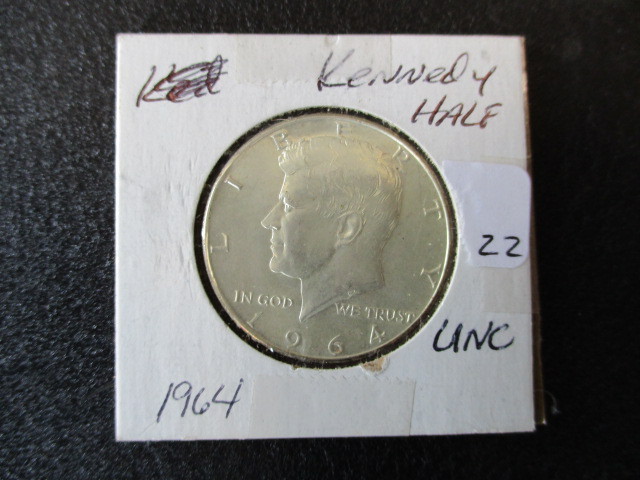 Kennedy
HALF
LIBERTY
22
IN GOD WE TRUST
1964
UNC
1964